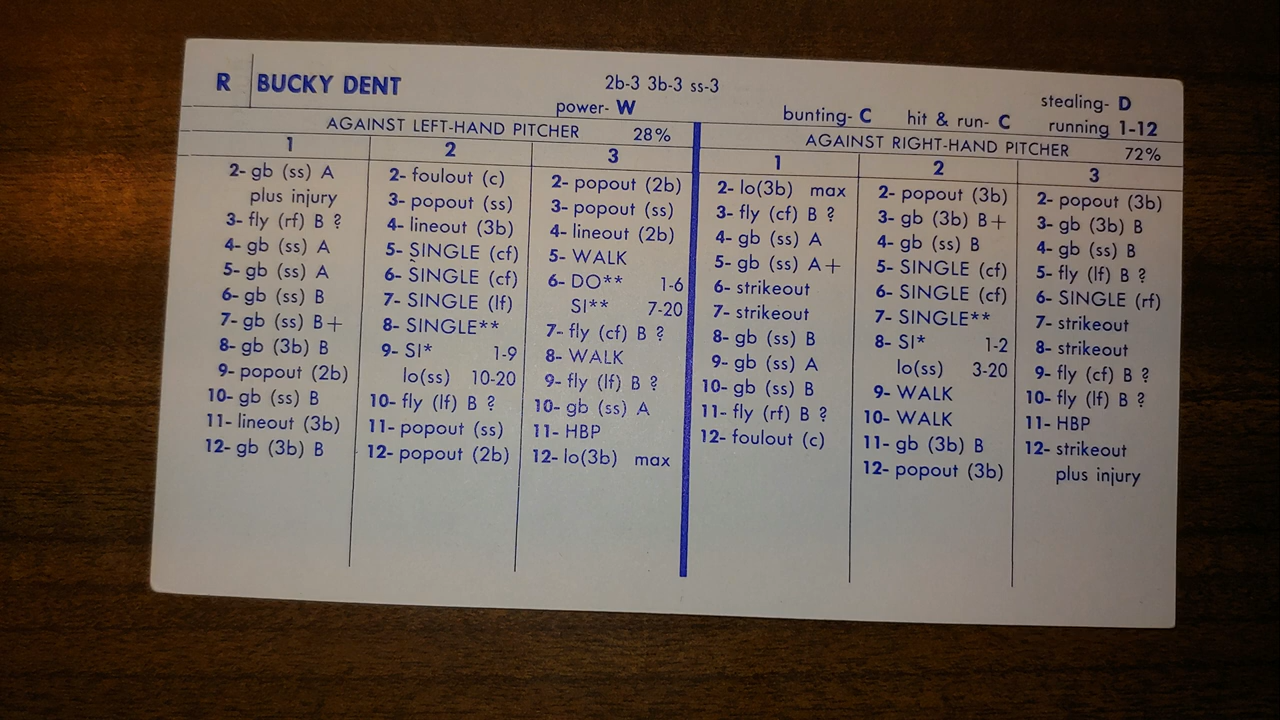 R BUCKY DENT 2b-3 3b-3 ss-3
power- W bunting- C hit & run- C stealing- D
running 1-12
AGAINST LEFT-HAND PITCHER 28%
1
2- gb (ss) A
plus injury
3- fly (rf) B ?
4- gb (ss) A
5- gb (ss) A
6- gb (ss) B
7- gb (ss) B+
8- gb (3b) B
9- popout (2b)
10- gb (ss) B
11- lineout (3b)
12- gb (3b) B
2
2- foulout (c)
3- popout (ss)
4- lineout (3b)
5- SINGLE (cf)
6- SINGLE (cf)
7- SINGLE (lf)
8- SINGLE**
9- SI* 1-9
lo(ss) 10-20
10- fly (lf) B ?
11- popout (ss)
12- popout (2b)
3
2- popout (2b)
3- popout (ss)
4- lineout (2b)
5- WALK
6- DO** 1-6
SI** 7-20
7- fly (cf) B ?
8- WALK
9- fly (lf) B ?
10- gb (ss) A
11- HBP
12- lo(3b) max
AGAINST RIGHT-HAND PITCHER 72%
1
2- lo(3b) max
3- fly (cf) B ?
4- gb (ss) A
5- gb (ss) A+
6- strikeout
7- strikeout
8- gb (ss) B
9- gb (ss) A
10- gb (ss) B
11- fly (rf) B ?
12- foulout (c)
2
2- popout (3b)
3- gb (3b) B+
4- gb (ss) B
5- SINGLE (cf)
6- SINGLE (cf)
7- SINGLE**
8- SI* 1-2
lo(ss) 3-20
9- WALK
10- WALK
11- gb (3b) B
12- popout (3b)
3
2- popout (3b)
3- gb (3b) B
4- gb (ss) B
5- fly (lf) B ?
6- SINGLE (rf)
7- strikeout
8- strikeout
9- fly (cf) B ?
10- fly (lf) B ?
11- HBP
12- strikeout
plus injury